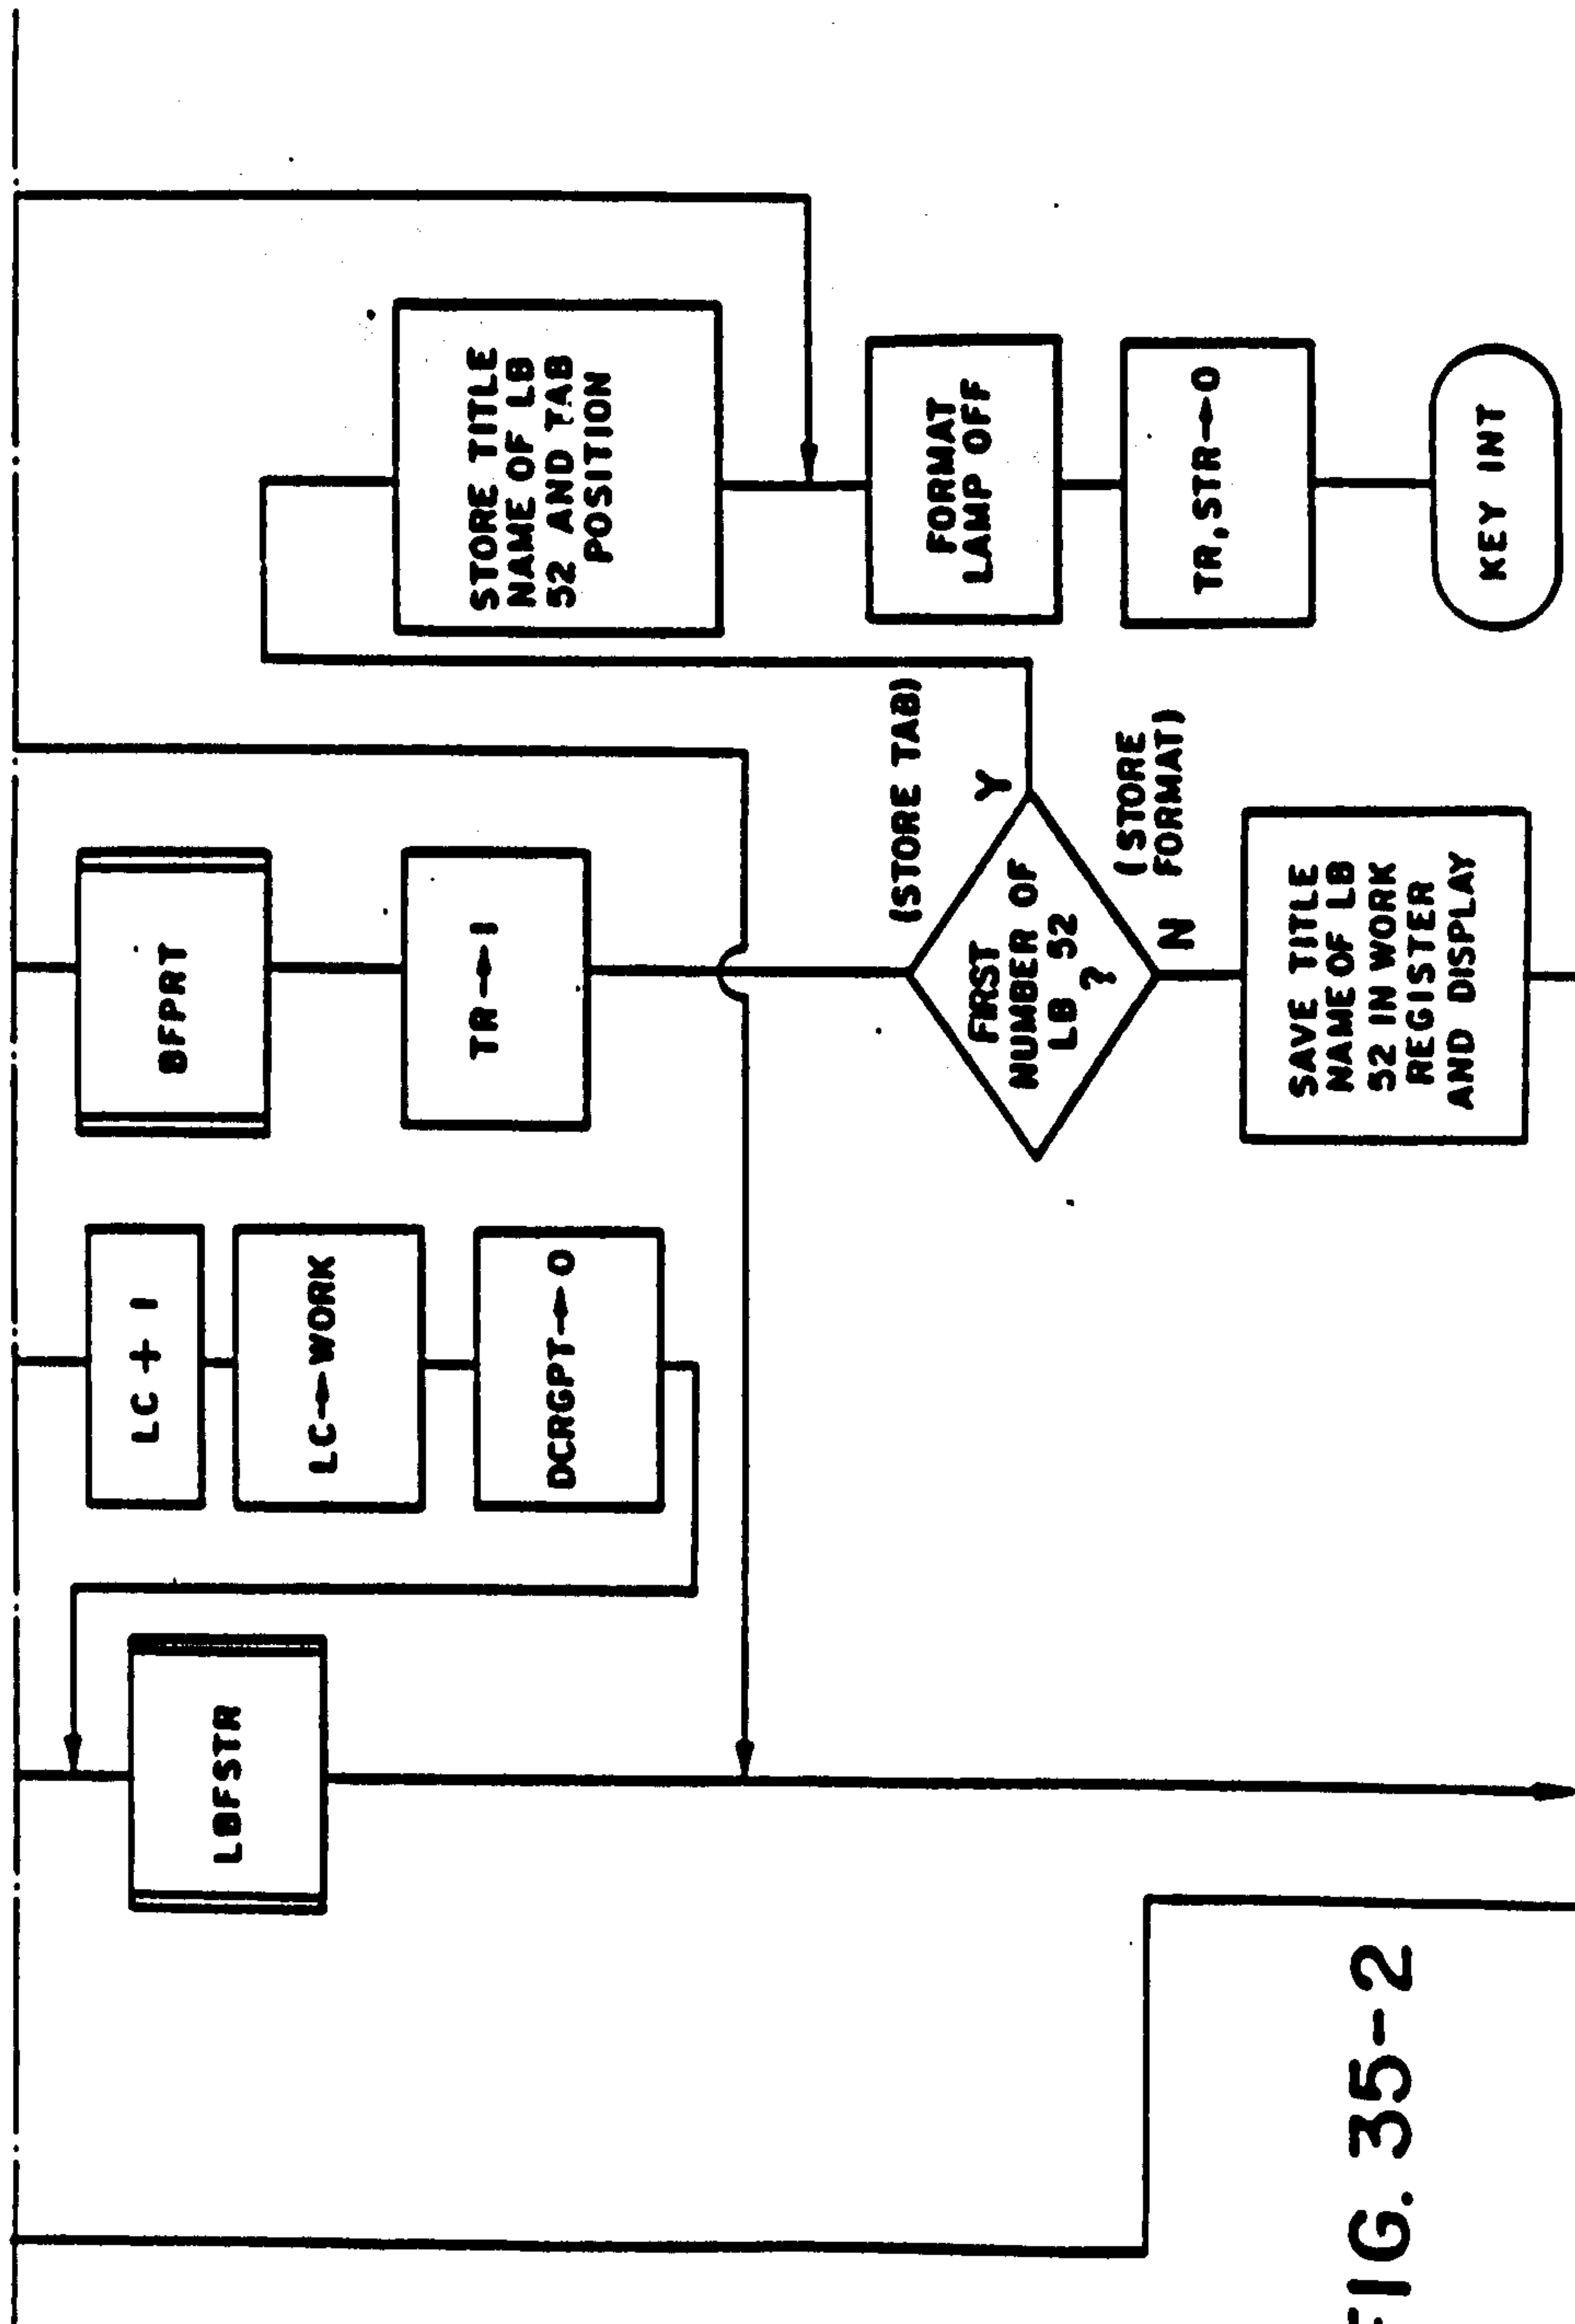 LBFSTR
LC + 1
LC→WORK
DCRGPT→0
BFPRT
TR→1
FIRST
NUMBER OF
LB 52
?
Y
(STORE TAB)
N
(STORE
FORMAT)
SAVE TITLE
NAME OF LB
52 IN WORK
REGISTER
AND DISPLAY
STORE TITLE
NAME OF LB
52 AND TAB
POSITION
FORMAT
LAMP OFF
TR, STR→0
KEY INT
FIG. 35-2